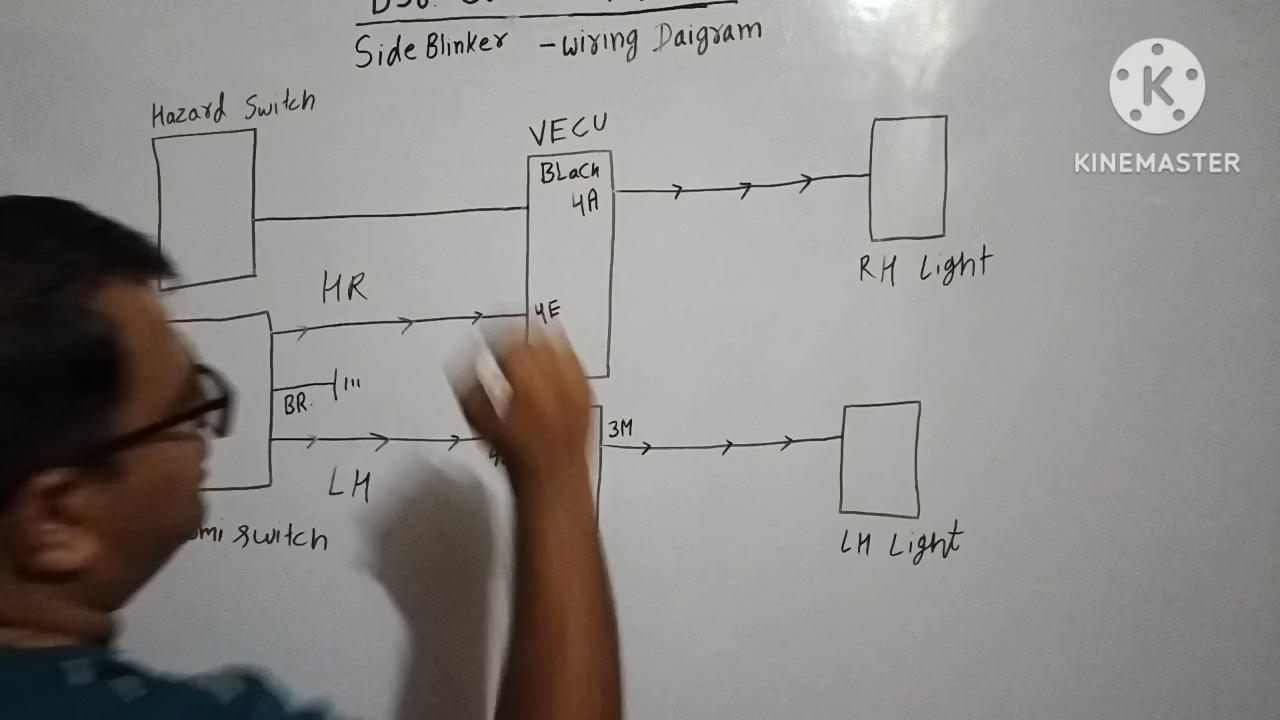 Side Blinker - wiring Daigram
Hazard Switch
VECU
BLaCh
4A
HR
4E
RH Light
BR.
3M
LH
LH Light
switch
KINEMASTER